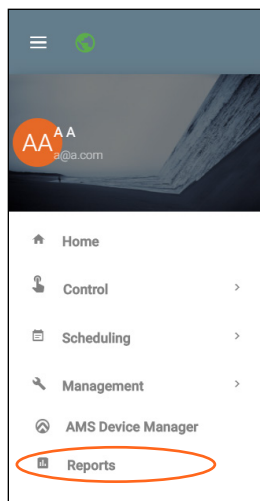 AA
A A
a@a.com
Home
Control
Scheduling
Management
AMS Device Manager
Reports